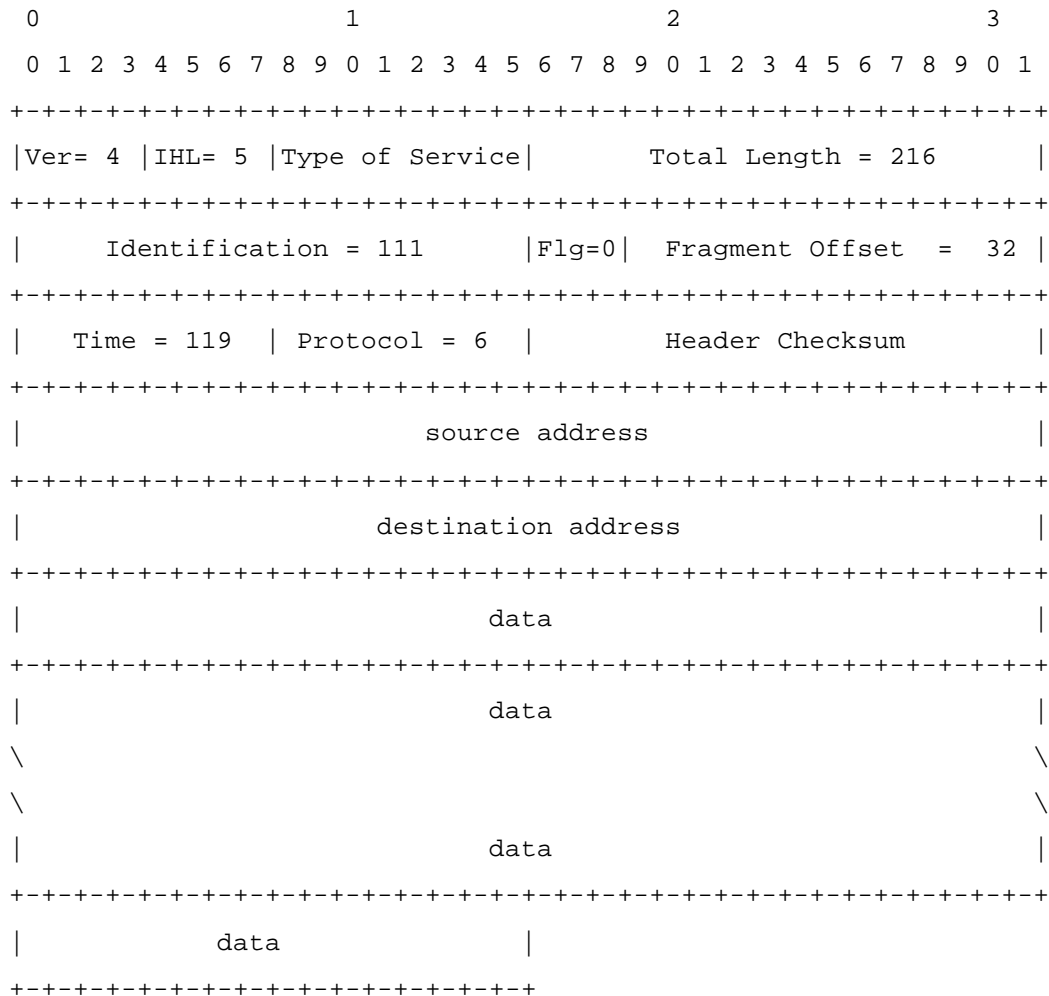 0                   1                   2                   3
 0 1 2 3 4 5 6 7 8 9 0 1 2 3 4 5 6 7 8 9 0 1 2 3 4 5 6 7 8 9 0 1
+-+-+-+-+-+-+-+-+-+-+-+-+-+-+-+-+-+-+-+-+-+-+-+-+-+-+-+-+-+-+-+-+
|Ver= 4 |IHL= 5 |Type of Service|       Total Length = 216      |
+-+-+-+-+-+-+-+-+-+-+-+-+-+-+-+-+-+-+-+-+-+-+-+-+-+-+-+-+-+-+-+-+
|     Identification = 111      |Flg=0|  Fragment Offset  =  32 |
+-+-+-+-+-+-+-+-+-+-+-+-+-+-+-+-+-+-+-+-+-+-+-+-+-+-+-+-+-+-+-+-+
|   Time = 119  | Protocol = 6  |        Header Checksum        |
+-+-+-+-+-+-+-+-+-+-+-+-+-+-+-+-+-+-+-+-+-+-+-+-+-+-+-+-+-+-+-+-+
|                         source address                        |
+-+-+-+-+-+-+-+-+-+-+-+-+-+-+-+-+-+-+-+-+-+-+-+-+-+-+-+-+-+-+-+-+
|                      destination address                      |
+-+-+-+-+-+-+-+-+-+-+-+-+-+-+-+-+-+-+-+-+-+-+-+-+-+-+-+-+-+-+-+-+
|                             data                              |
+-+-+-+-+-+-+-+-+-+-+-+-+-+-+-+-+-+-+-+-+-+-+-+-+-+-+-+-+-+-+-+-+
|                             data                              |
\                                                               \
\                                                               \
|                             data                              |
+-+-+-+-+-+-+-+-+-+-+-+-+-+-+-+-+-+-+-+-+-+-+-+-+-+-+-+-+-+-+-+-+
|            data               |
+-+-+-+-+-+-+-+-+-+-+-+-+-+-+-+-+